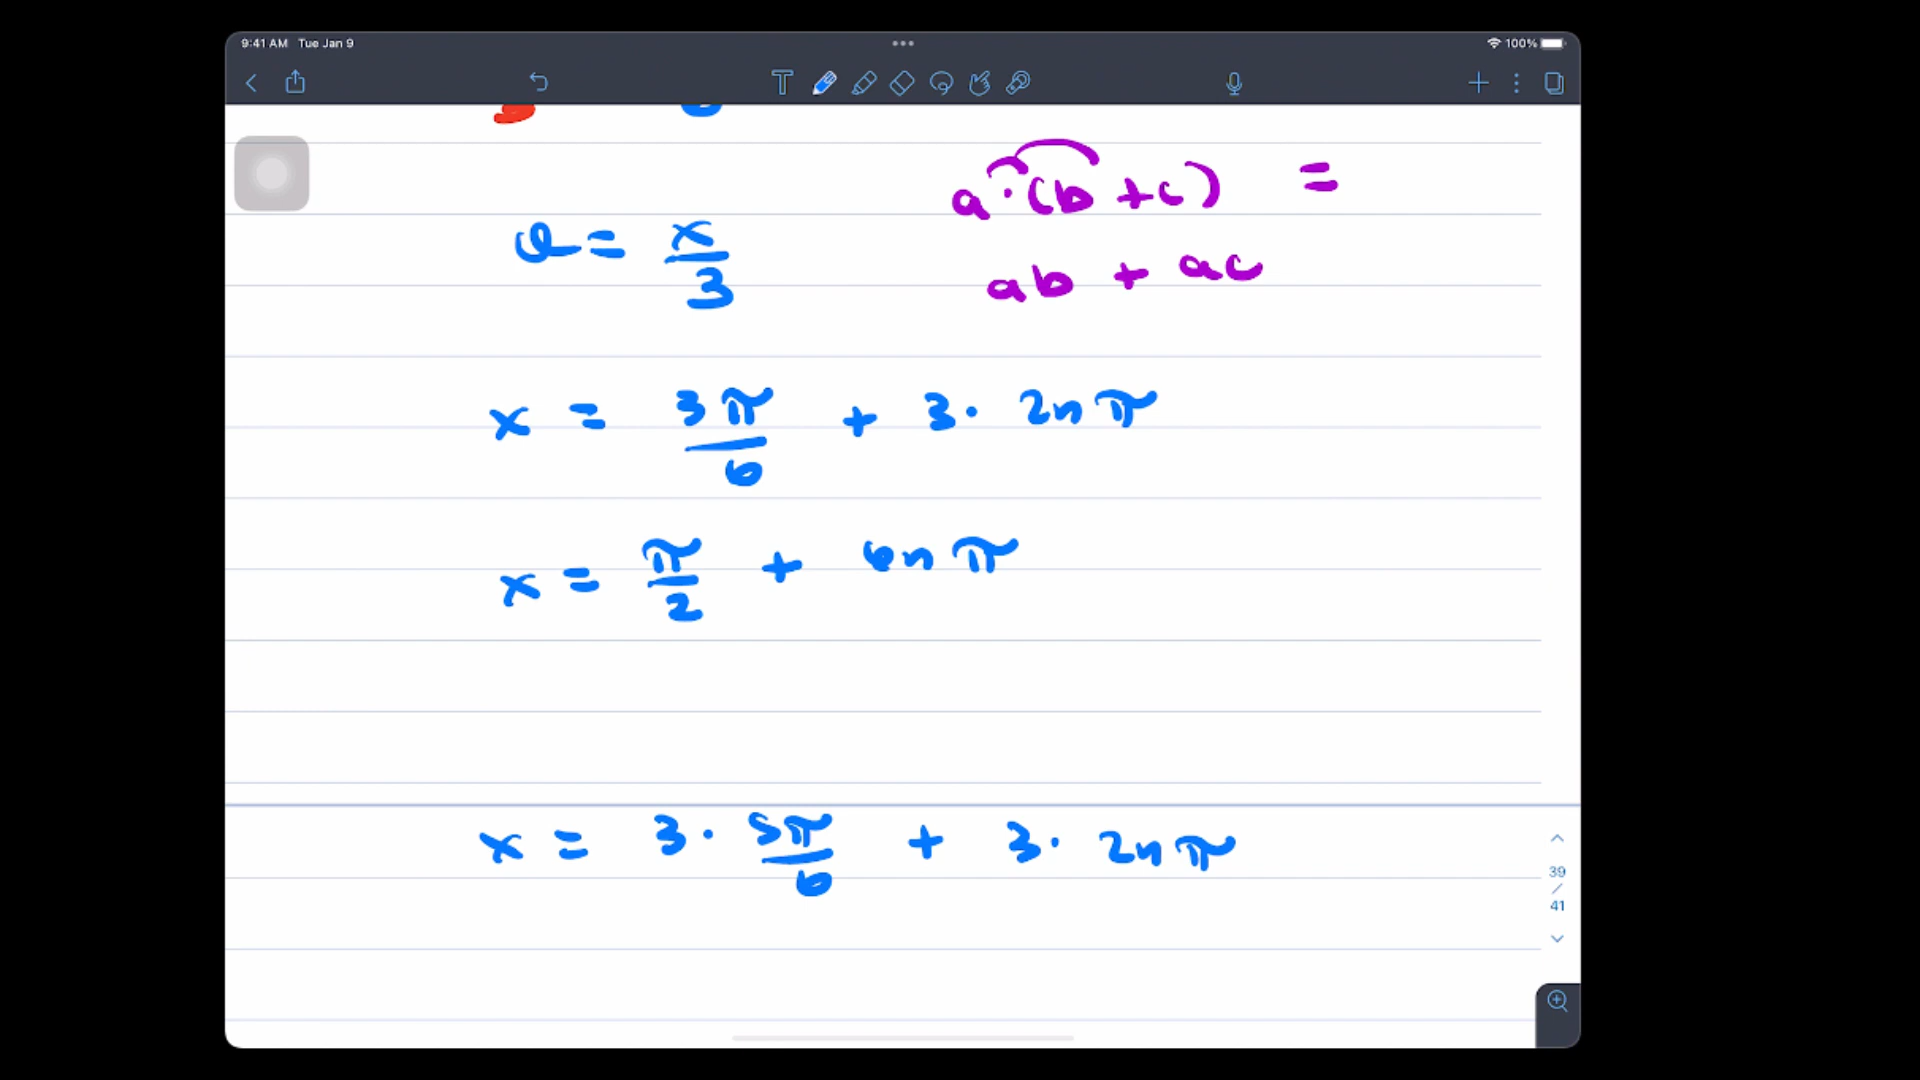 9:41 AM Tue Jan 9
100%
T
a·(b+c) =
θ = x/3
ab + ac
x = 3π/6 + 3· 2nπ
x = π/2 + 6nπ
x = 3· 5π/6 + 3· 2nπ
39
/
41